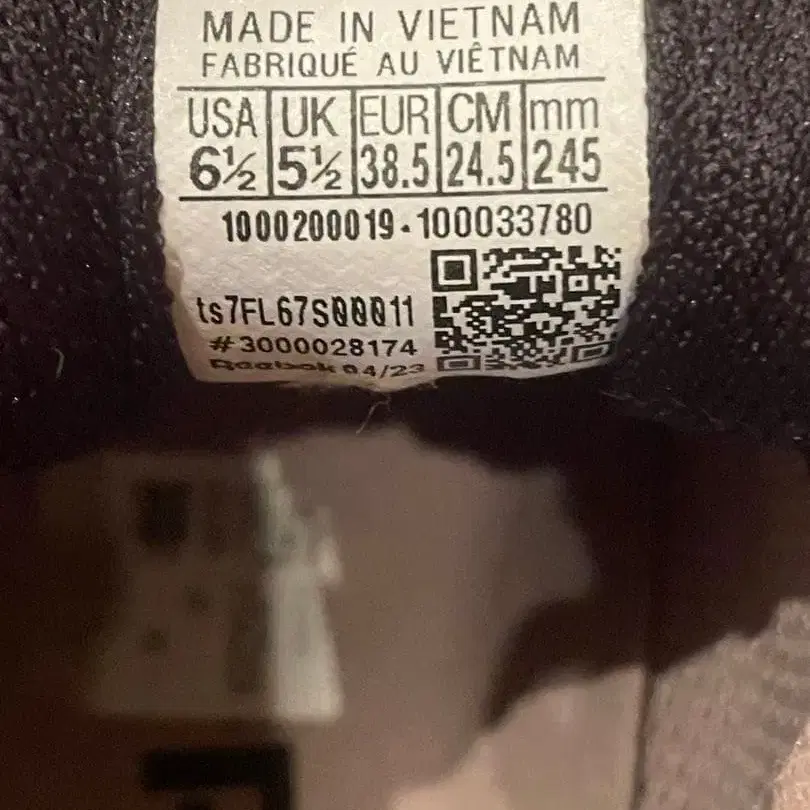 MADE IN VIETNAM
FABRIQUÉ AU VIÊTNAM
USA UK EUR CM mm
6½ 5½ 38.5 24.5 245
1000200019-100033780
ts7FL67S00011
#3000028174
Reebok 04/23